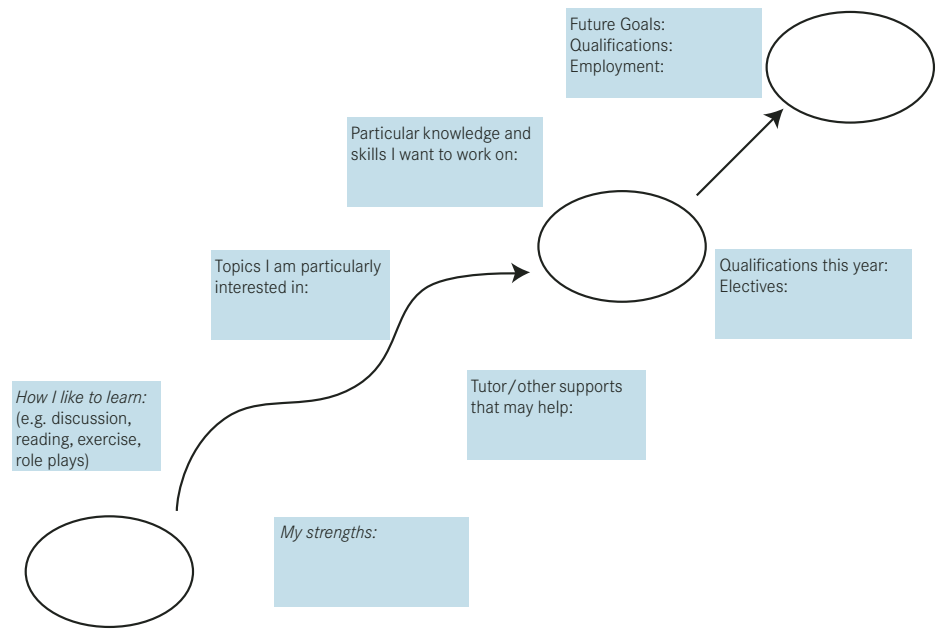 Future Goals:
Qualifications:
Employment:
Particular knowledge and
skills I want to work on:
Topics I am particularly
interested in:
Qualifications this year:
Electives:
How I like to learn:
(e.g. discussion,
reading, exercise,
role plays)
Tutor/other supports
that may help:
My strengths: